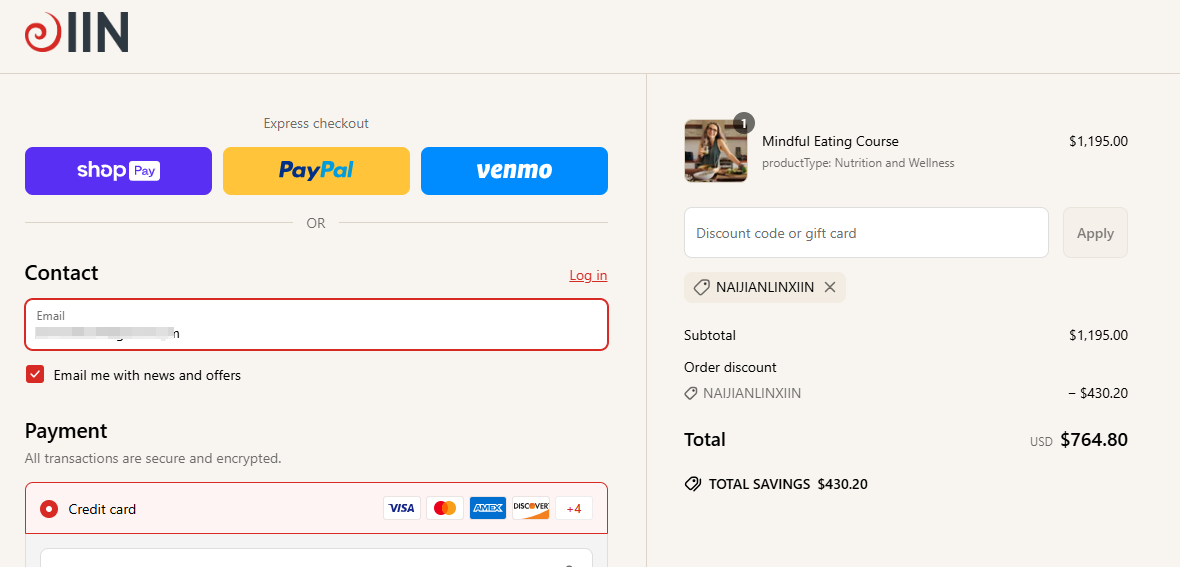 IIN
Express checkout
shop Pay
PayPal
venmo
OR
Contact
Log in
Email
m
Email me with news and offers
Payment
All transactions are secure and encrypted.
Credit card
VISA
AMEX
DISCOVER
+4
1
Mindful Eating Course
$1,195.00
productType: Nutrition and Wellness
Discount code or gift card
Apply
NAIJIANLINXIIN
Subtotal
$1,195.00
Order discount
NAIJIANLINXIIN
– $430.20
Total
USD $764.80
TOTAL SAVINGS $430.20